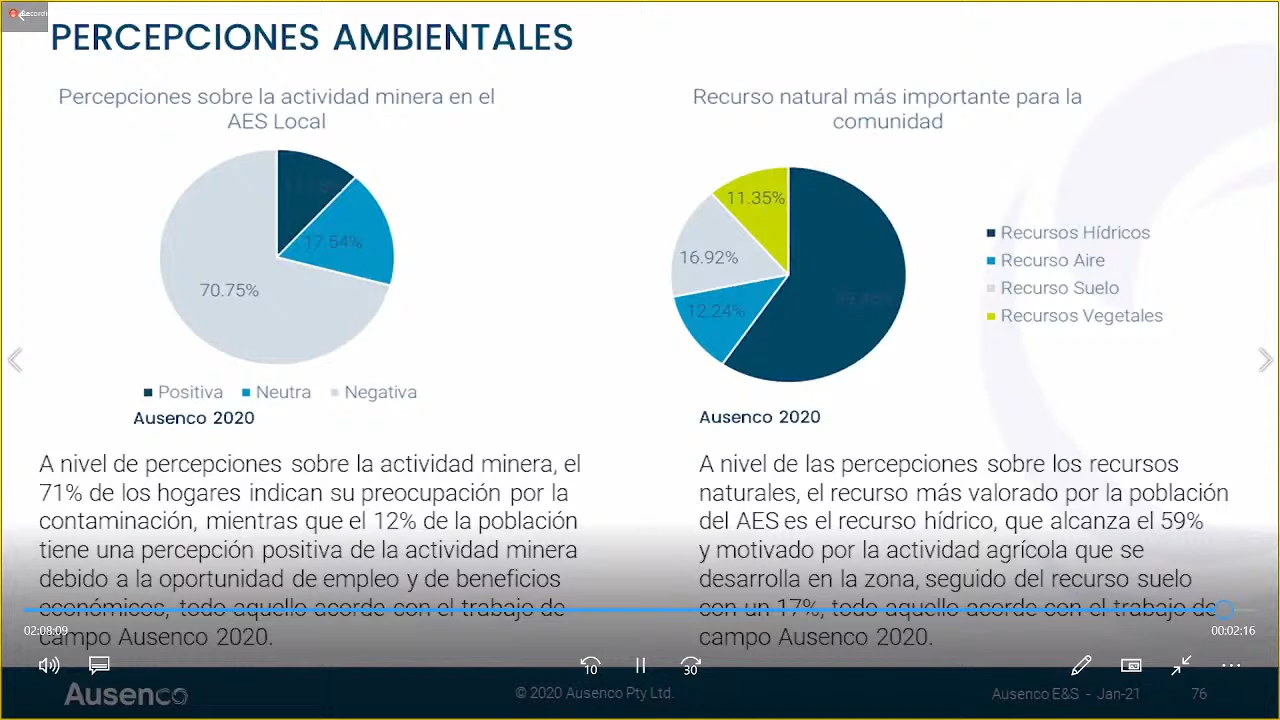 PERCEPCIONES AMBIENTALES
Percepciones sobre la actividad minera en el
AES Local
17.54%
70.75%
Positiva Neutra Negativa
Ausenco 2020
A nivel de percepciones sobre la actividad minera, el
71% de los hogares indican su preocupación por la
contaminación, mientras que el 12% de la población
tiene una percepción positiva de la actividad minera
debido a la oportunidad de empleo y de beneficios
económicos, todo aquello acorde con el trabajo de
campo Ausenco 2020.
Recurso natural más importante para la
comunidad
11.35%
16.92%
12.24%
Recursos Hídricos
Recurso Aire
Recurso Suelo
Recursos Vegetales
Ausenco 2020
A nivel de las percepciones sobre los recursos
naturales, el recurso más valorado por la población
del AES es el recurso hídrico, que alcanza el 59%
y motivado por la actividad agrícola que se
desarrolla en la zona, seguido del recurso suelo
con un 17%, todo aquello acorde con el trabajo de
campo Ausenco 2020.
02:08:09
00:02:16
10
30
Ausenco
© 2020 Ausenco Pty Ltd.
Ausenco E&S - Jan-21
76